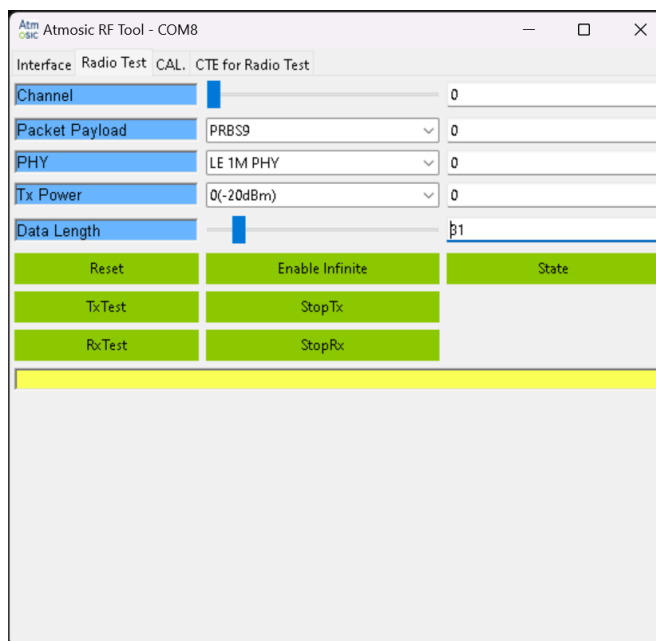 Atmosic Atmosic RF Tool - COM8
Interface Radio Test CAL. CTE for Radio Test
Channel 0
Packet Payload PRBS9 0
PHY LE 1M PHY 0
Tx Power 0(-20dBm) 0
Data Length 31
Reset Enable Infinite State
TxTest StopTx
RxTest StopRx